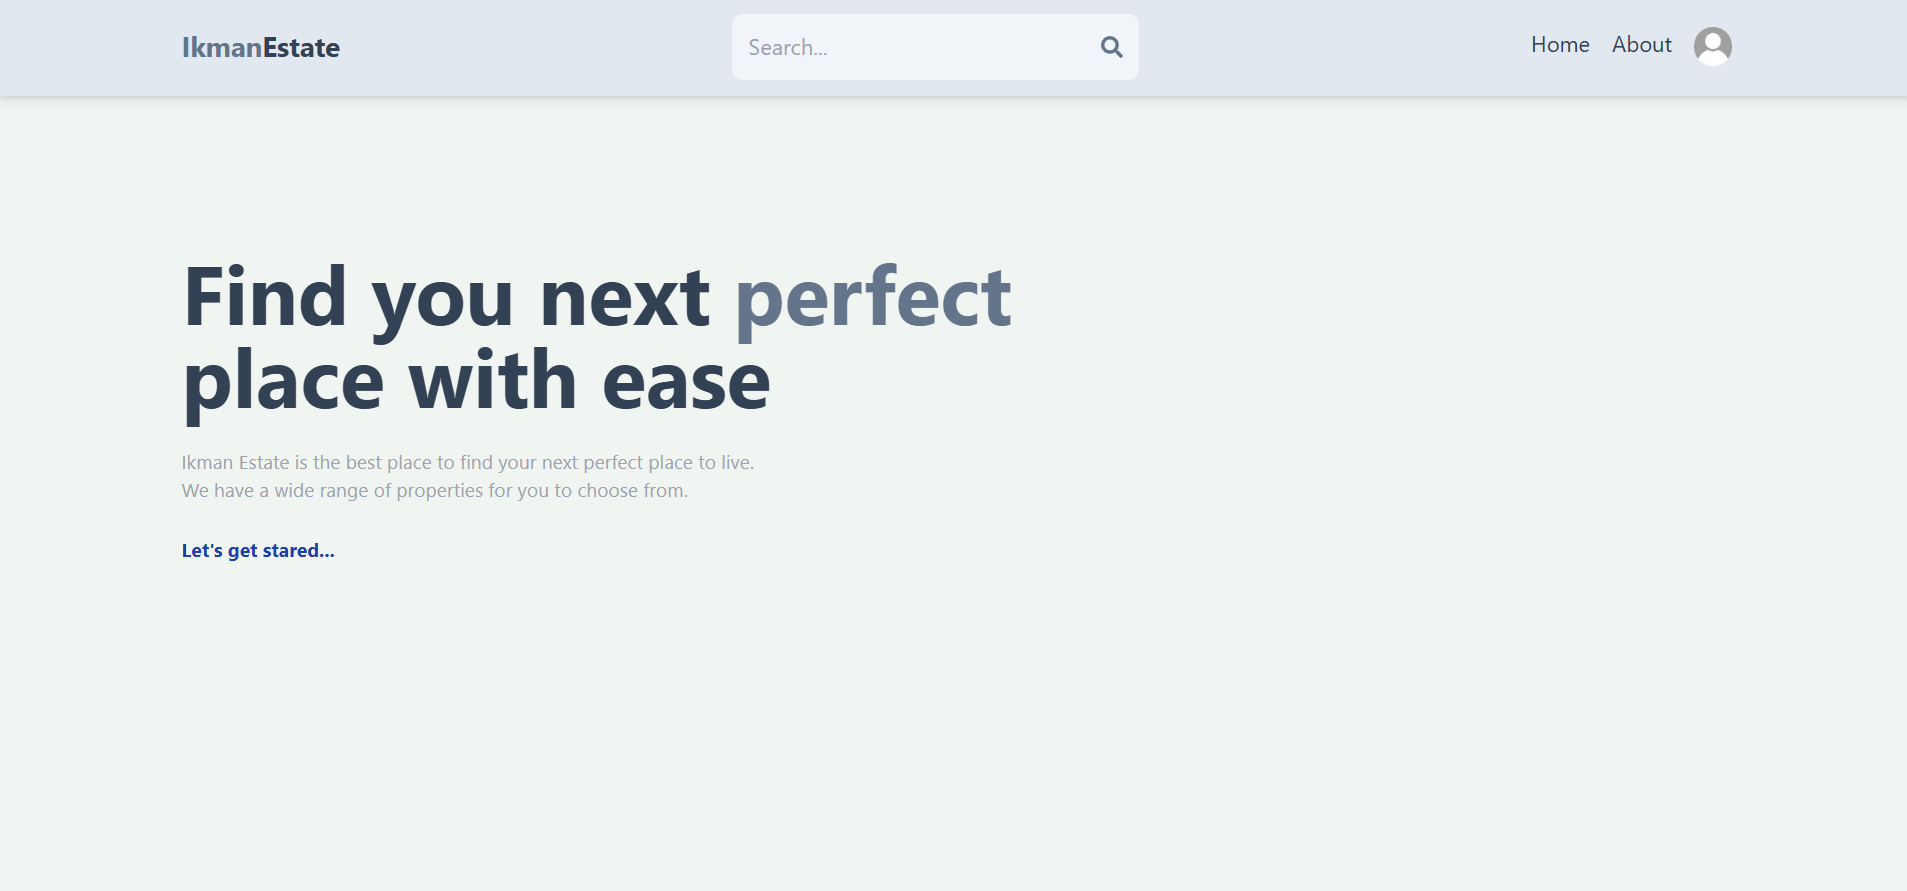 IkmanEstate
Search...
Home
About
Find you next perfect
place with ease
Ikman Estate is the best place to find your next perfect place to live.
We have a wide range of properties for you to choose from.
Let's get stared...